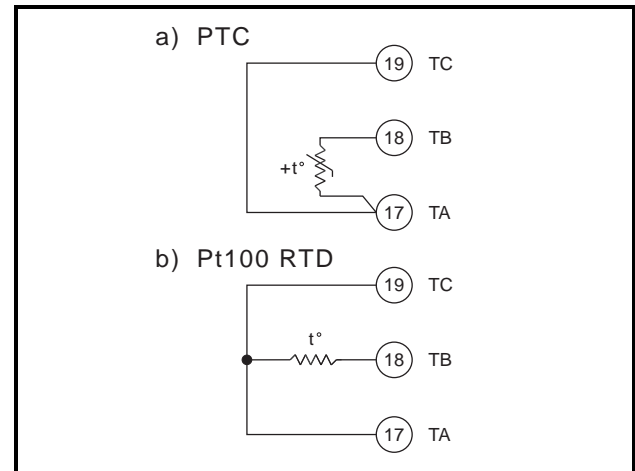 a) PTC
19 TC
18 TB
+t°
17 TA
b) Pt100 RTD
19 TC
t°
18 TB
17 TA